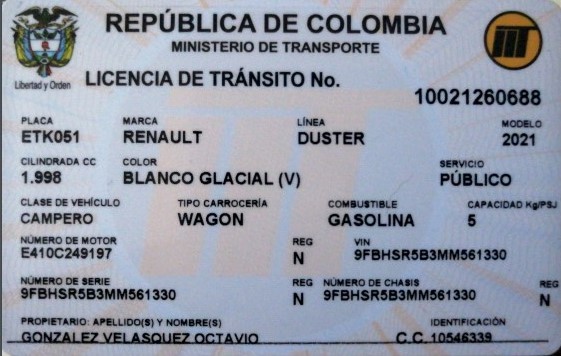 REPÚBLICA DE COLOMBIA
MINISTERIO DE TRANSPORTE
Libertad y Orden
LICENCIA DE TRÁNSITO No.
10021260688
PLACA MARCA LÍNEA MODELO
ETK051 RENAULT DUSTER 2021
CILINDRADA CC COLOR SERVICIO
1.998 BLANCO GLACIAL (V) PÚBLICO
CLASE DE VEHÍCULO TIPO CARROCERÍA COMBUSTIBLE CAPACIDAD Kg/PSJ
CAMPERO WAGON GASOLINA 5
NÚMERO DE MOTOR REG VIN
E410C249197 N 9FBHSR5B3MM561330
NÚMERO DE SERIE REG NÚMERO DE CHASIS REG
9FBHSR5B3MM561330 N 9FBHSR5B3MM561330 N
PROPIETARIO: APELLIDO(S) Y NOMBRE(S) IDENTIFICACIÓN
GONZALEZ VELASQUEZ OCTAVIO C.C. 10546339